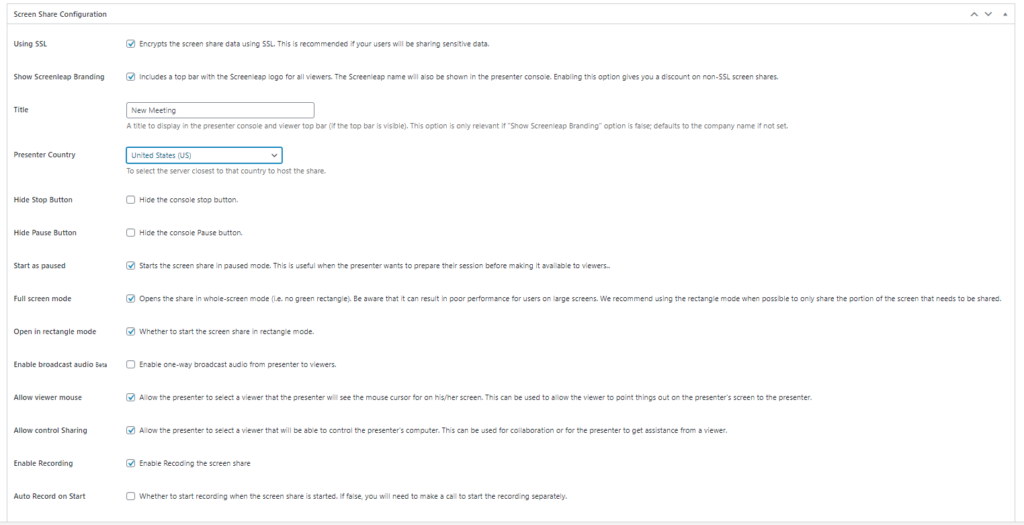 Screen Share Configuration
Using SSL Encrypts the screen share data using SSL. This is recommended if your users will be sharing sensitive data.
Show Screenleap Branding Includes a top bar with the Screenleap logo for all viewers. The Screenleap name will also be shown in the presenter console. Enabling this option gives you a discount on non-SSL screen shares.
Title New Meeting
A title to display in the presenter console and viewer top bar (if the top bar is visible). This option is only relevant if "Show Screenleap Branding" option is false; defaults to the company name if not set.
Presenter Country United States (US)
To select the server closest to that country to host the share.
Hide Stop Button Hide the console stop button.
Hide Pause Button Hide the console Pause button.
Start as paused Starts the screen share in paused mode. This is useful when the presenter wants to prepare their session before making it available to viewers..
Full screen mode Opens the share in whole-screen mode (i.e. no green rectangle). Be aware that it can result in poor performance for users on large screens. We recommend using the rectangle mode when possible to only share the portion of the screen that needs to be shared.
Open in rectangle mode Whether to start the screen share in rectangle mode.
Enable broadcast audio Beta Enable one-way broadcast audio from presenter to viewers.
Allow viewer mouse Allow the presenter to select a viewer that the presenter will see the mouse cursor for on his/her screen. This can be used to allow the viewer to point things out on the presenter's screen to the presenter.
Allow control Sharing Allow the presenter to select a viewer that will be able to control the presenter's computer. This can be used for collaboration or for the presenter to get assistance from a viewer.
Enable Recording Enable Recoding the screen share
Auto Record on Start Whether to start recording when the screen share is started. If false, you will need to make a call to start the recording separately.